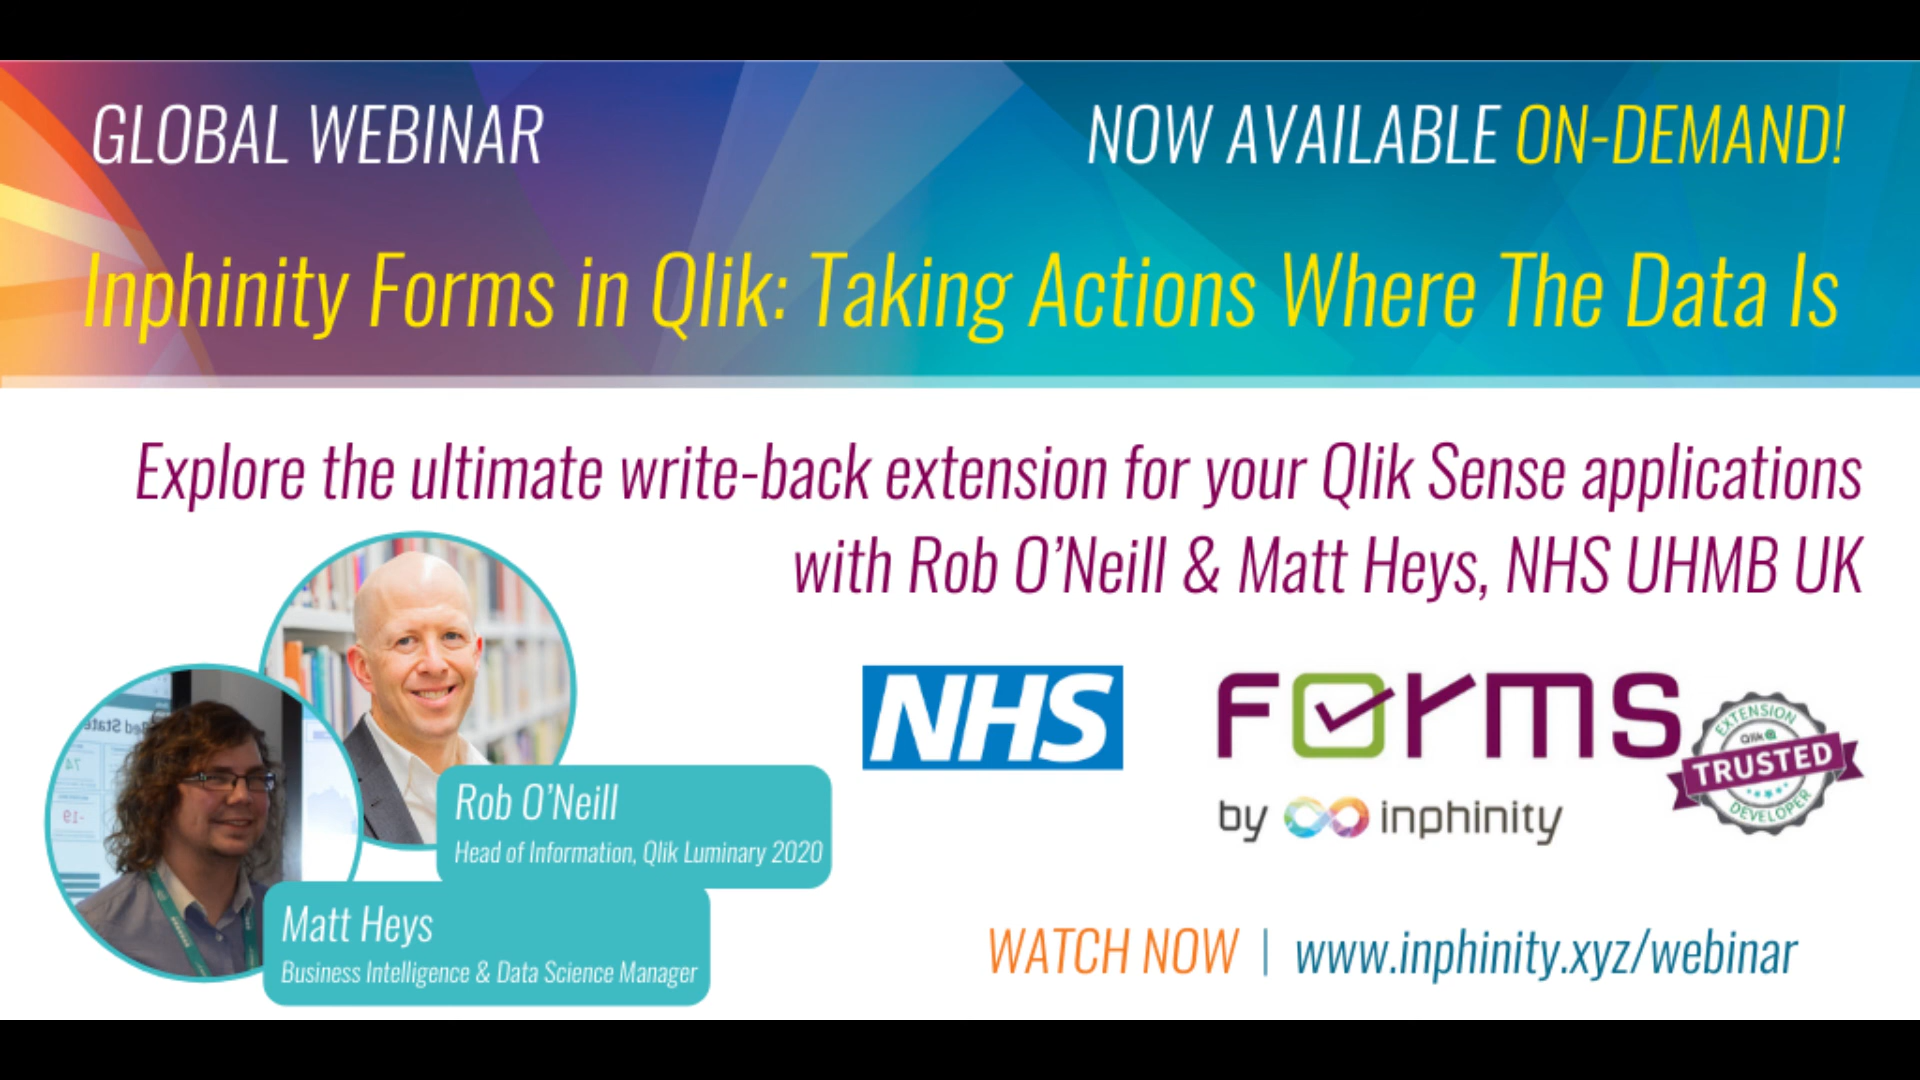 GLOBAL WEBINAR
NOW AVAILABLE ON-DEMAND!
Inphinity Forms in Qlik: Taking Actions Where The Data Is
Explore the ultimate write-back extension for your Qlik Sense applications
with Rob O'Neill & Matt Heys, NHS UHMB UK
NHS
FORMS
by inphinity
EXTENSION
Qlik
TRUSTED
DEVELOPER
Rob O'Neill
Head of Information, Qlik Luminary 2020
Matt Heys
Business Intelligence & Data Science Manager
WATCH NOW | www.inphinity.xyz/webinar